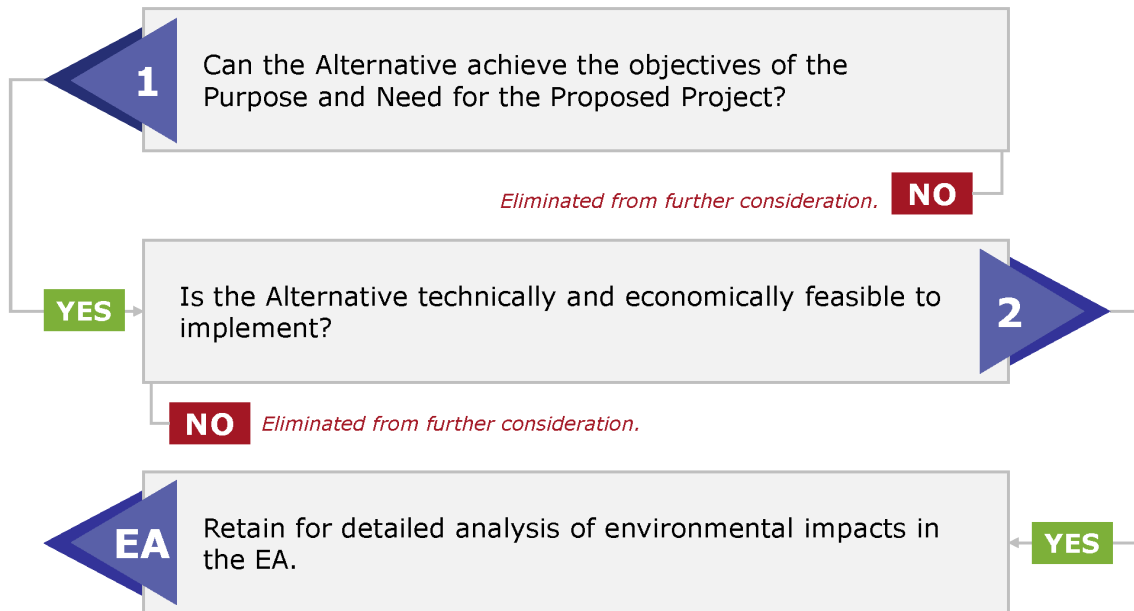 1
Can the Alternative achieve the objectives of the
Purpose and Need for the Proposed Project?
Eliminated from further consideration.
NO
YES
Is the Alternative technically and economically feasible to
implement?
2
NO
Eliminated from further consideration.
EA
Retain for detailed analysis of environmental impacts in
the EA.
YES